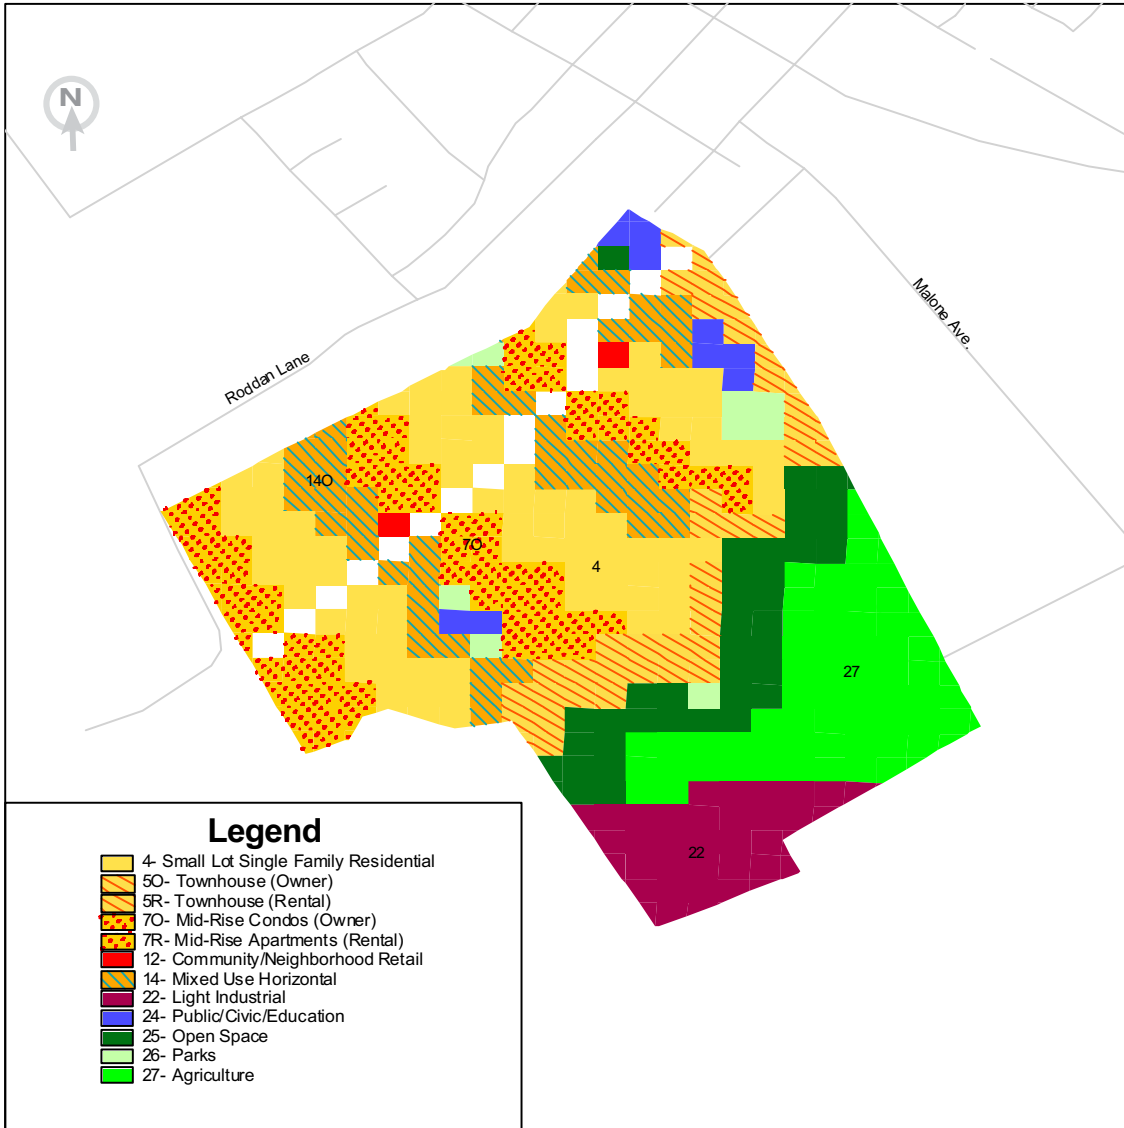 N
Malone Ave.
Roddan Lane
14O
7O
4
27
22
Legend
4- Small Lot Single Family Residential
5O- Townhouse (Owner)
5R- Townhouse (Rental)
7O- Mid-Rise Condos (Owner)
7R- Mid-Rise Apartments (Rental)
12- Community/Neighborhood Retail
14- Mixed Use Horizontal
22- Light Industrial
24- Public/Civic/Education
25- Open Space
26- Parks
27- Agriculture